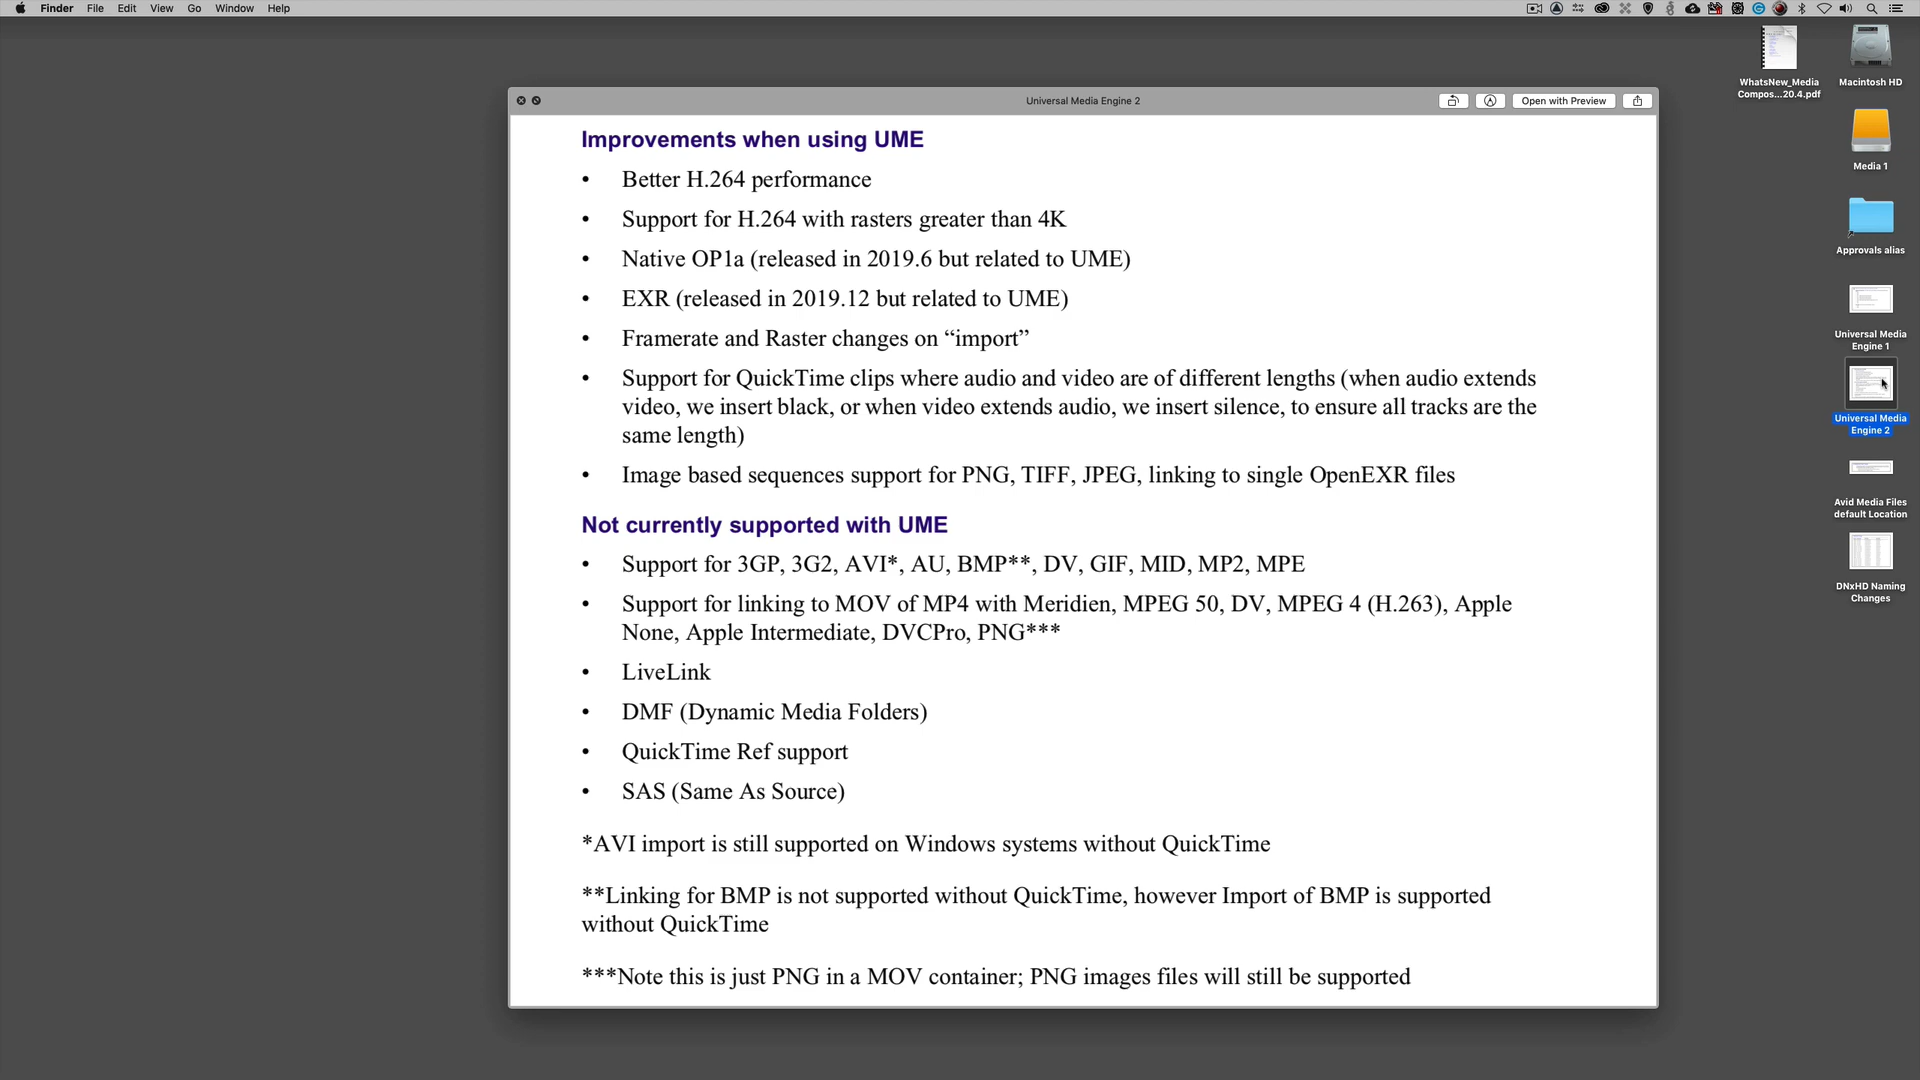 Finder File Edit View Go Window Help
Universal Media Engine 2
Open with Preview
Improvements when using UME
• Better H.264 performance
• Support for H.264 with rasters greater than 4K
• Native OP1a (released in 2019.6 but related to UME)
• EXR (released in 2019.12 but related to UME)
• Framerate and Raster changes on “import”
• Support for QuickTime clips where audio and video are of different lengths (when audio extends
video, we insert black, or when video extends audio, we insert silence, to ensure all tracks are the
same length)
• Image based sequences support for PNG, TIFF, JPEG, linking to single OpenEXR files
Not currently supported with UME
• Support for 3GP, 3G2, AVI*, AU, BMP**, DV, GIF, MID, MP2, MPE
• Support for linking to MOV of MP4 with Meridien, MPEG 50, DV, MPEG 4 (H.263), Apple
None, Apple Intermediate, DVCPro, PNG***
• LiveLink
• DMF (Dynamic Media Folders)
• QuickTime Ref support
• SAS (Same As Source)
*AVI import is still supported on Windows systems without QuickTime
**Linking for BMP is not supported without QuickTime, however Import of BMP is supported
without QuickTime
***Note this is just PNG in a MOV container; PNG images files will still be supported
WhatsNew_Media
Compos...20.4.pdf
Macintosh HD
Media 1
Approvals alias
Universal Media
Engine 1
Universal Media
Engine 2
Avid Media Files
default Location
DNxHD Naming
Changes